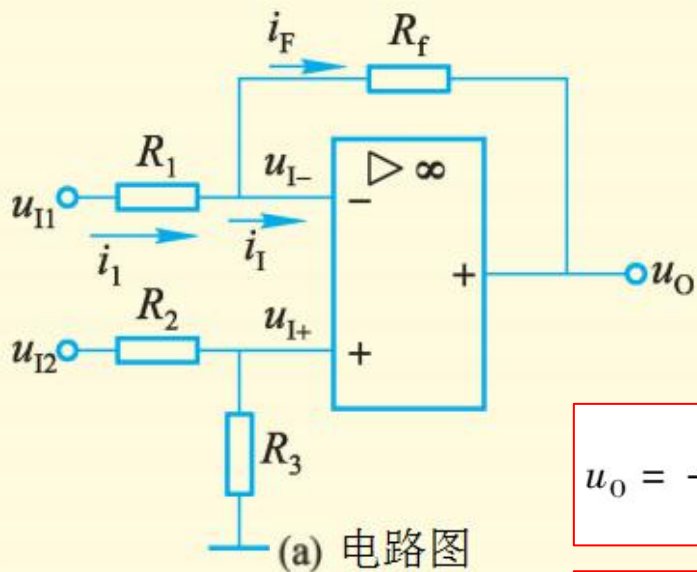 i_F R_f
R_1 u_I− ▷ ∞
u_I1 −
i_1 i_I
+ u_O
R_2 u_I+
u_I2 +
R_3
u_O = -
(a) 电路图